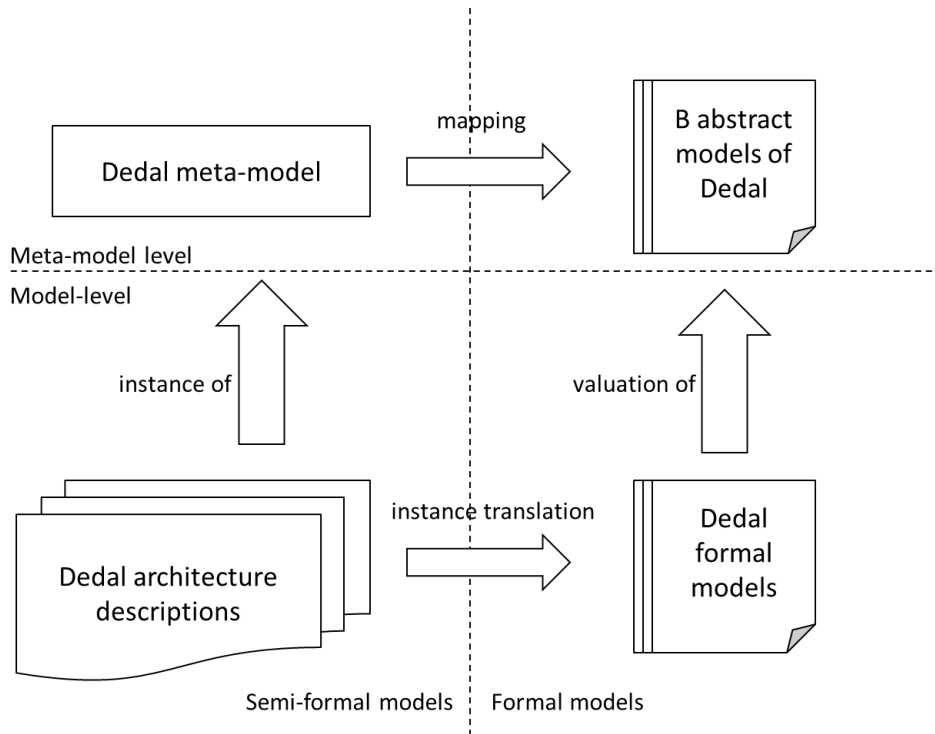 mapping
Dedal meta-model
B abstract
models of
Dedal
Meta-model level
Model-level
instance of
valuation of
instance translation
Dedal architecture
descriptions
Dedal
formal
models
Semi-formal models
Formal models